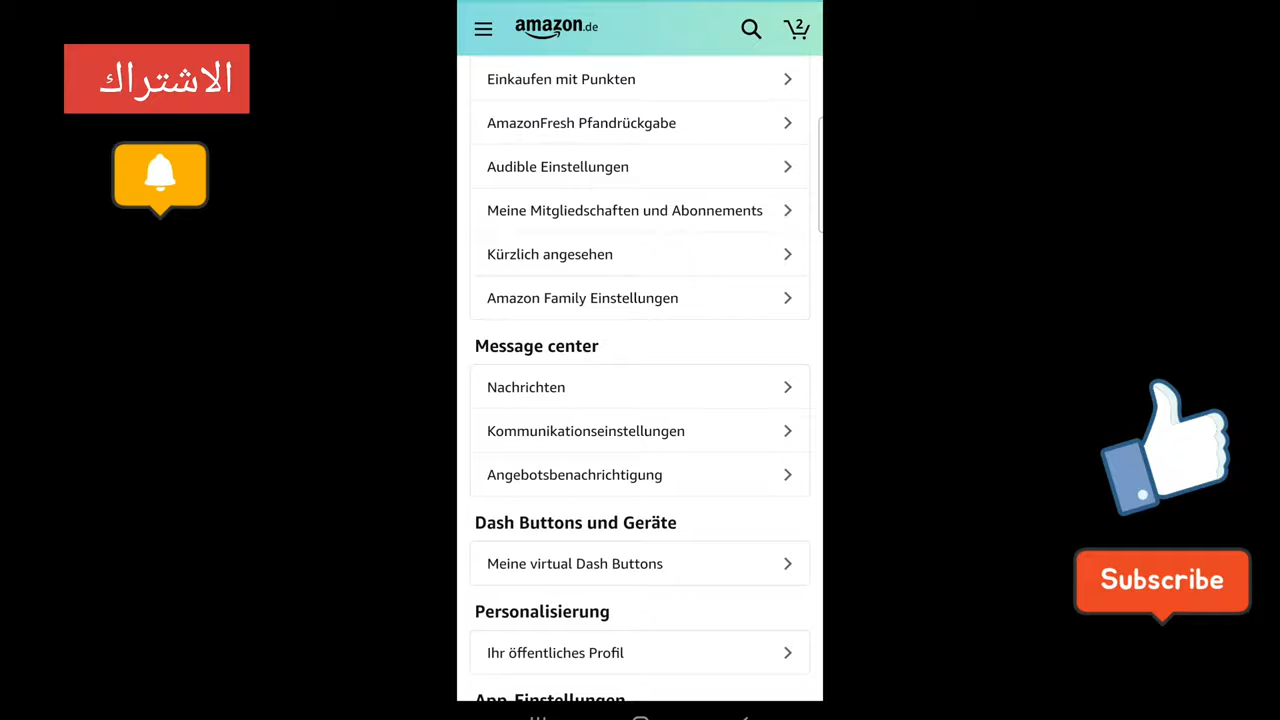 الاشتراك
amazon.de
2
Einkaufen mit Punkten
AmazonFresh Pfandrückgabe
Audible Einstellungen
Meine Mitgliedschaften und Abonnements
Kürzlich angesehen
Amazon Family Einstellungen
Message center
Nachrichten
Kommunikationseinstellungen
Angebotsbenachrichtigung
Dash Buttons und Geräte
Meine virtual Dash Buttons
Personalisierung
Ihr öffentliches Profil
App-Einstellungen
Subscribe